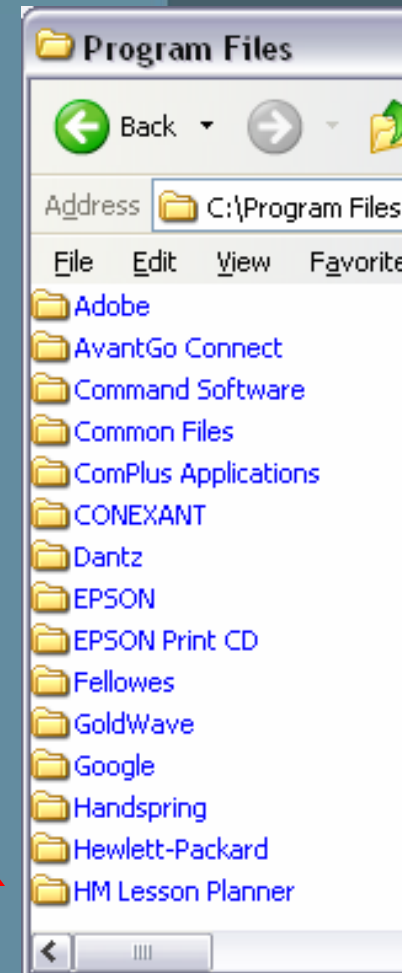 Program Files
Back
Address C:\Program Files
File Edit View Favorite
Adobe
AvantGo Connect
Command Software
Common Files
ComPlus Applications
CONEXANT
Dantz
EPSON
EPSON Print CD
Fellowes
GoldWave
Google
Handspring
Hewlett-Packard
HM Lesson Planner